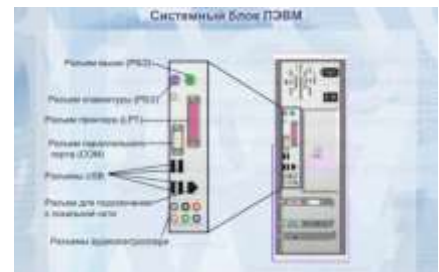 Системный блок ПЭВМ
Разъем мыши (PS/2)
Разъем клавиатуры (PS/2)
Разъем принтера (LPT)
Разъем параллельного
порта (COM)
Разъемы USB
Разъем для подключения
к локальной сети
Разъемы аудиоконтроллера